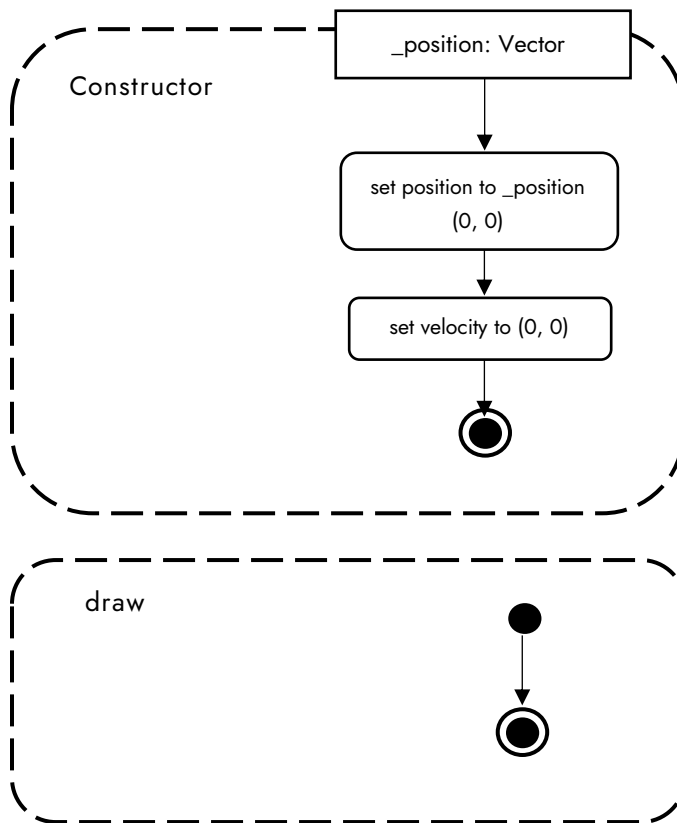 _position: Vector
Constructor
set position to _position
(0, 0)
set velocity to (0, 0)
draw